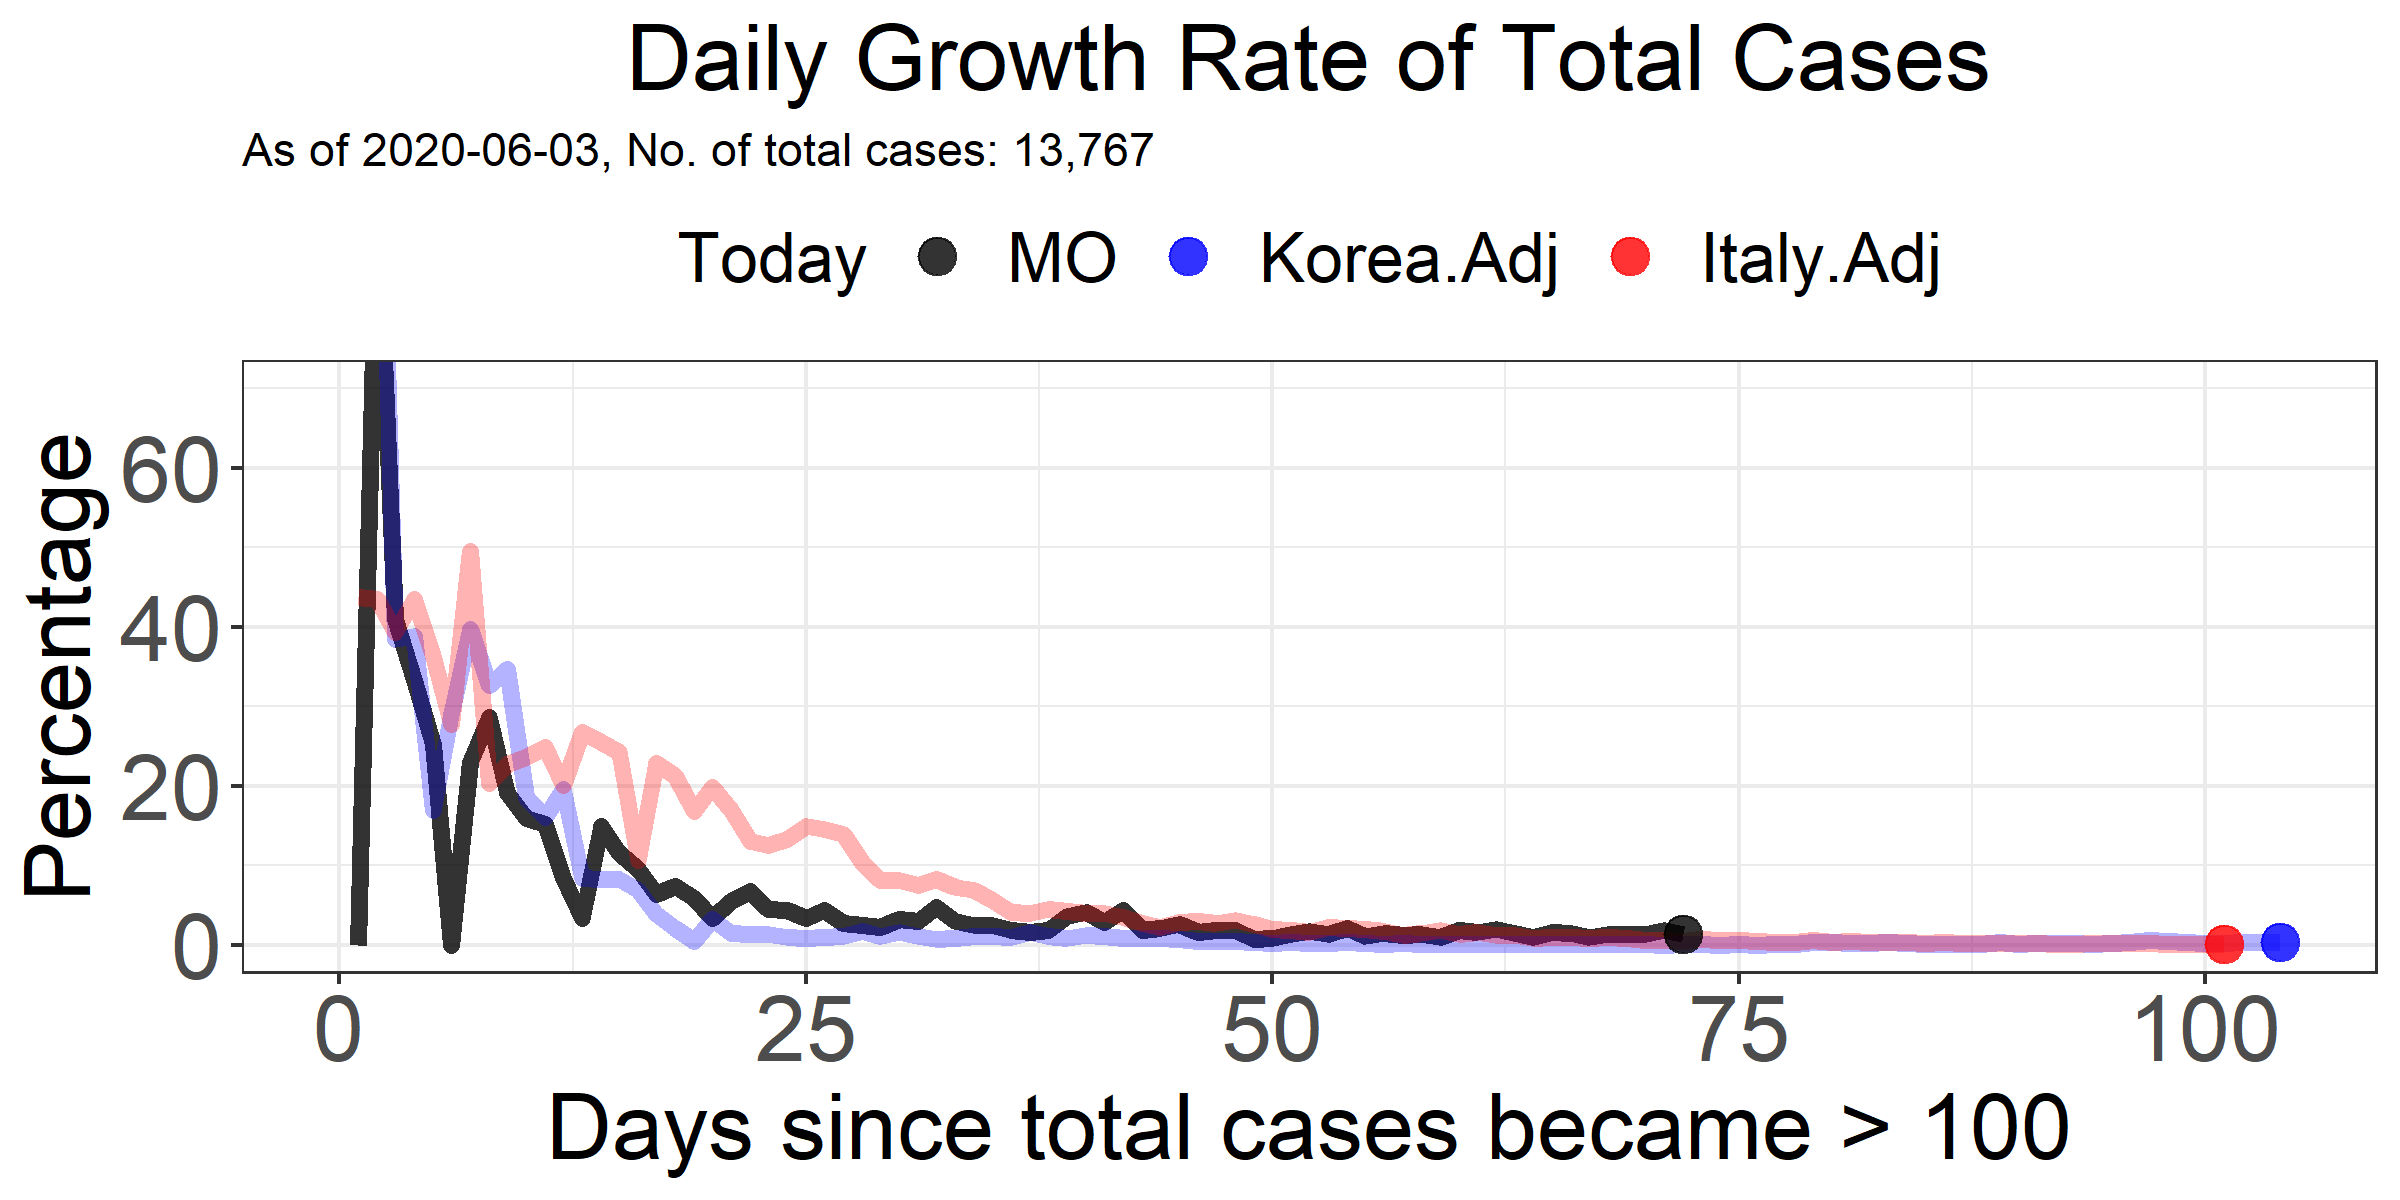 Daily Growth Rate of Total Cases
As of 2020-06-03, No. of total cases: 13,767
Today MO Korea.Adj Italy.Adj
Percentage
60
40
20
0
0 25 50 75 100
Days since total cases became > 100